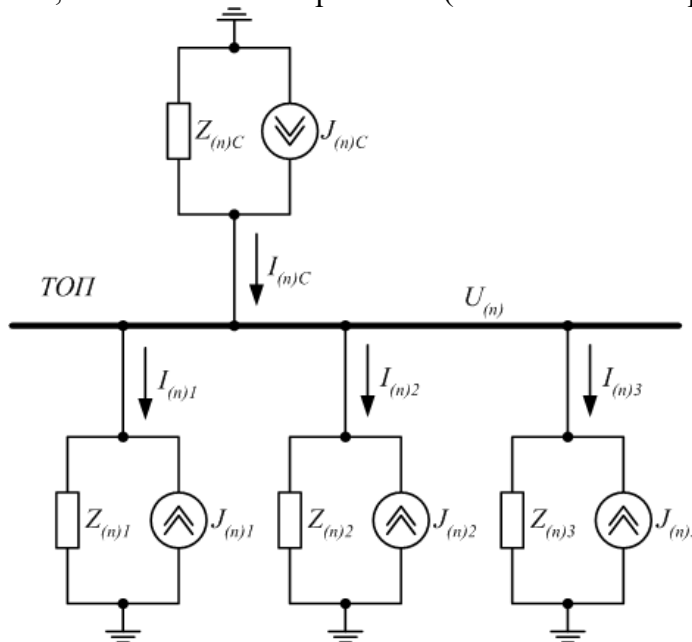 Z(n)C J(n)C
I(n)C
ТОП U(n)
I(n)1 I(n)2 I(n)3
Z(n)1 J(n)1 Z(n)2 J(n)2 Z(n)3